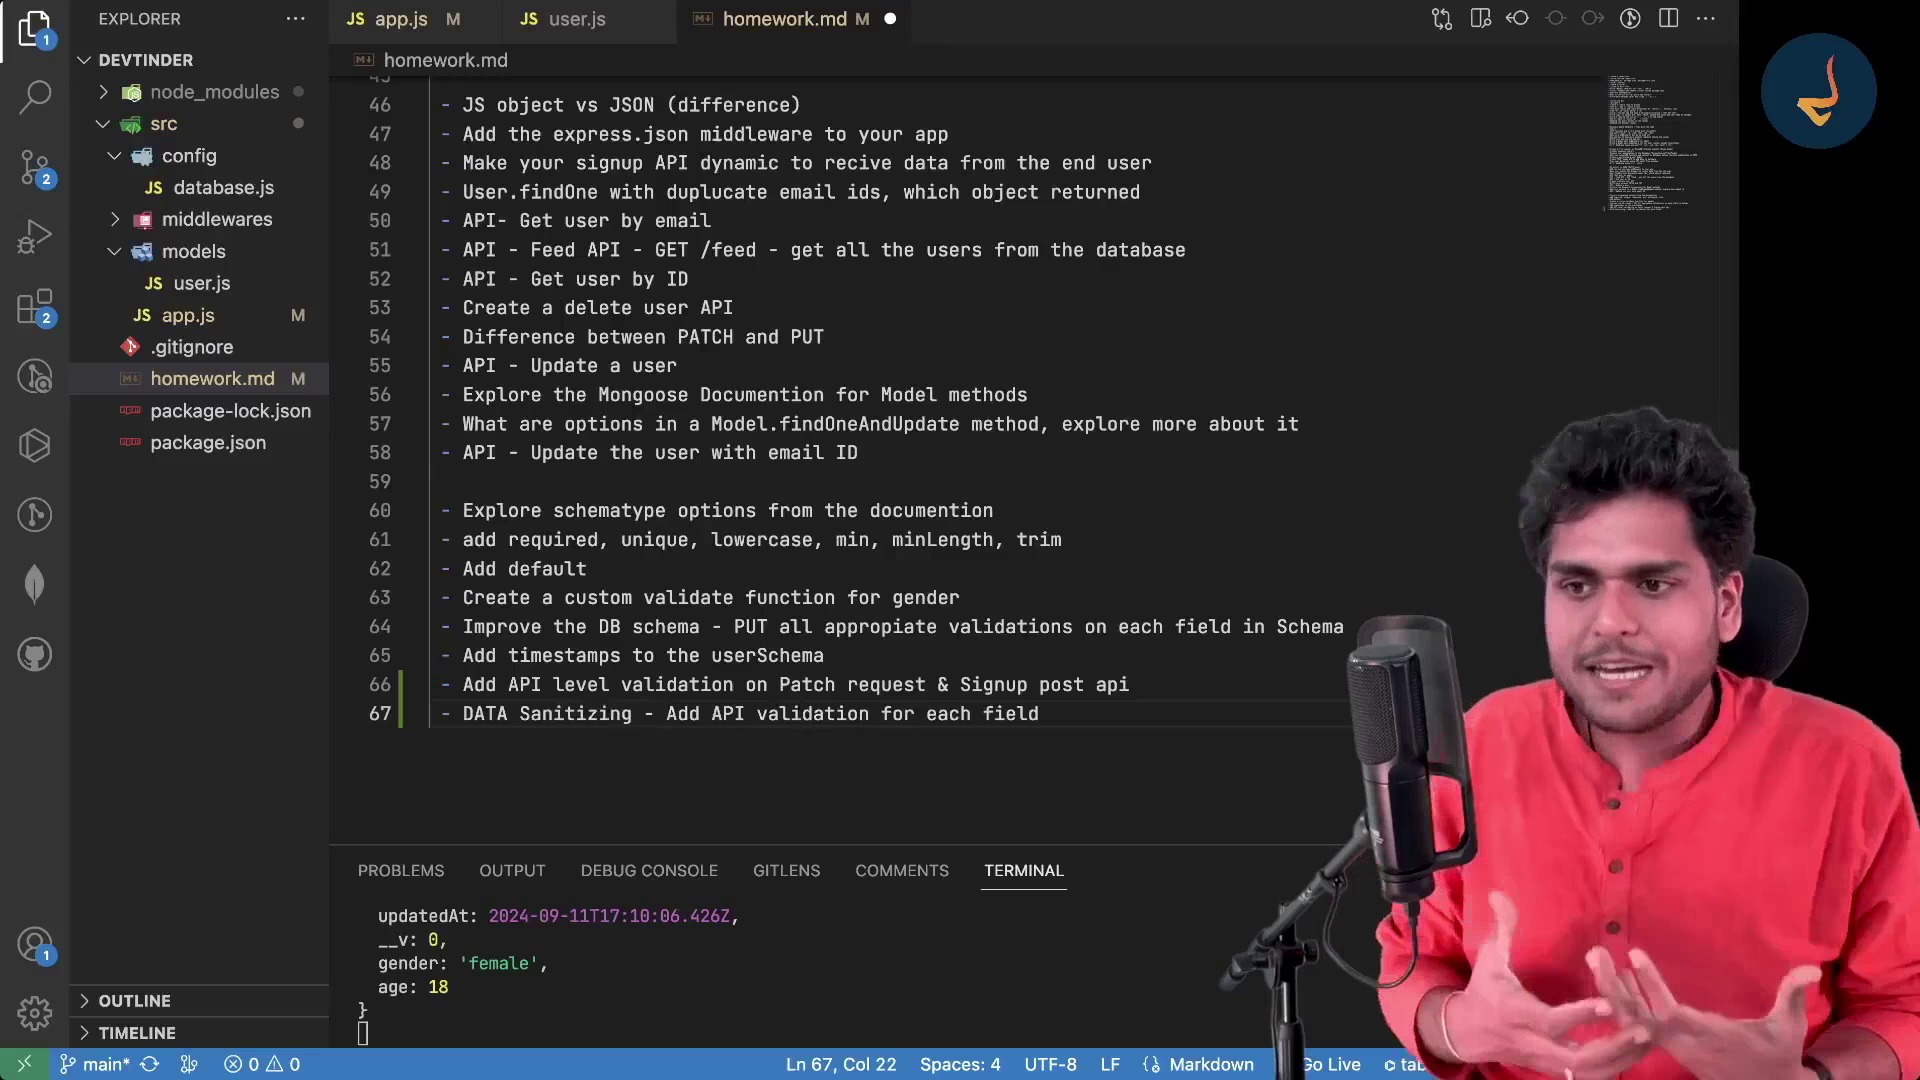 EXPLORER
DEVTINDER
node_modules
src
config
JS database.js
middlewares
models
JS user.js
JS app.js M
.gitignore
homework.md M
package-lock.json
package.json
OUTLINE
TIMELINE
JS app.js M
JS user.js
homework.md M
homework.md
46 - JS object vs JSON (difference)
47 - Add the express.json middleware to your app
48 - Make your signup API dynamic to recive data from the end user
49 - User.findOne with duplucate email ids, which object returned
50 - API- Get user by email
51 - API - Feed API - GET /feed - get all the users from the database
52 - API - Get user by ID
53 - Create a delete user API
54 - Difference between PATCH and PUT
55 - API - Update a user
56 - Explore the Mongoose Documention for Model methods
57 - What are options in a Model.findOneAndUpdate method, explore more about it
58 - API - Update the user with email ID
59
60 - Explore schematype options from the documention
61 - add required, unique, lowercase, min, minLength, trim
62 - Add default
63 - Create a custom validate function for gender
64 - Improve the DB schema - PUT all appropiate validations on each field in Schema
65 - Add timestamps to the userSchema
66 - Add API level validation on Patch request & Signup post api
67 - DATA Sanitizing - Add API validation for each field
PROBLEMS OUTPUT DEBUG CONSOLE GITLENS COMMENTS TERMINAL
updatedAt: 2024-09-11T17:10:06.426Z,
__v: 0,
gender: 'female',
age: 18
}
1
2
2
1
main* 0 0 Ln 67, Col 22 Spaces: 4 UTF-8 LF {} Markdown Go Live